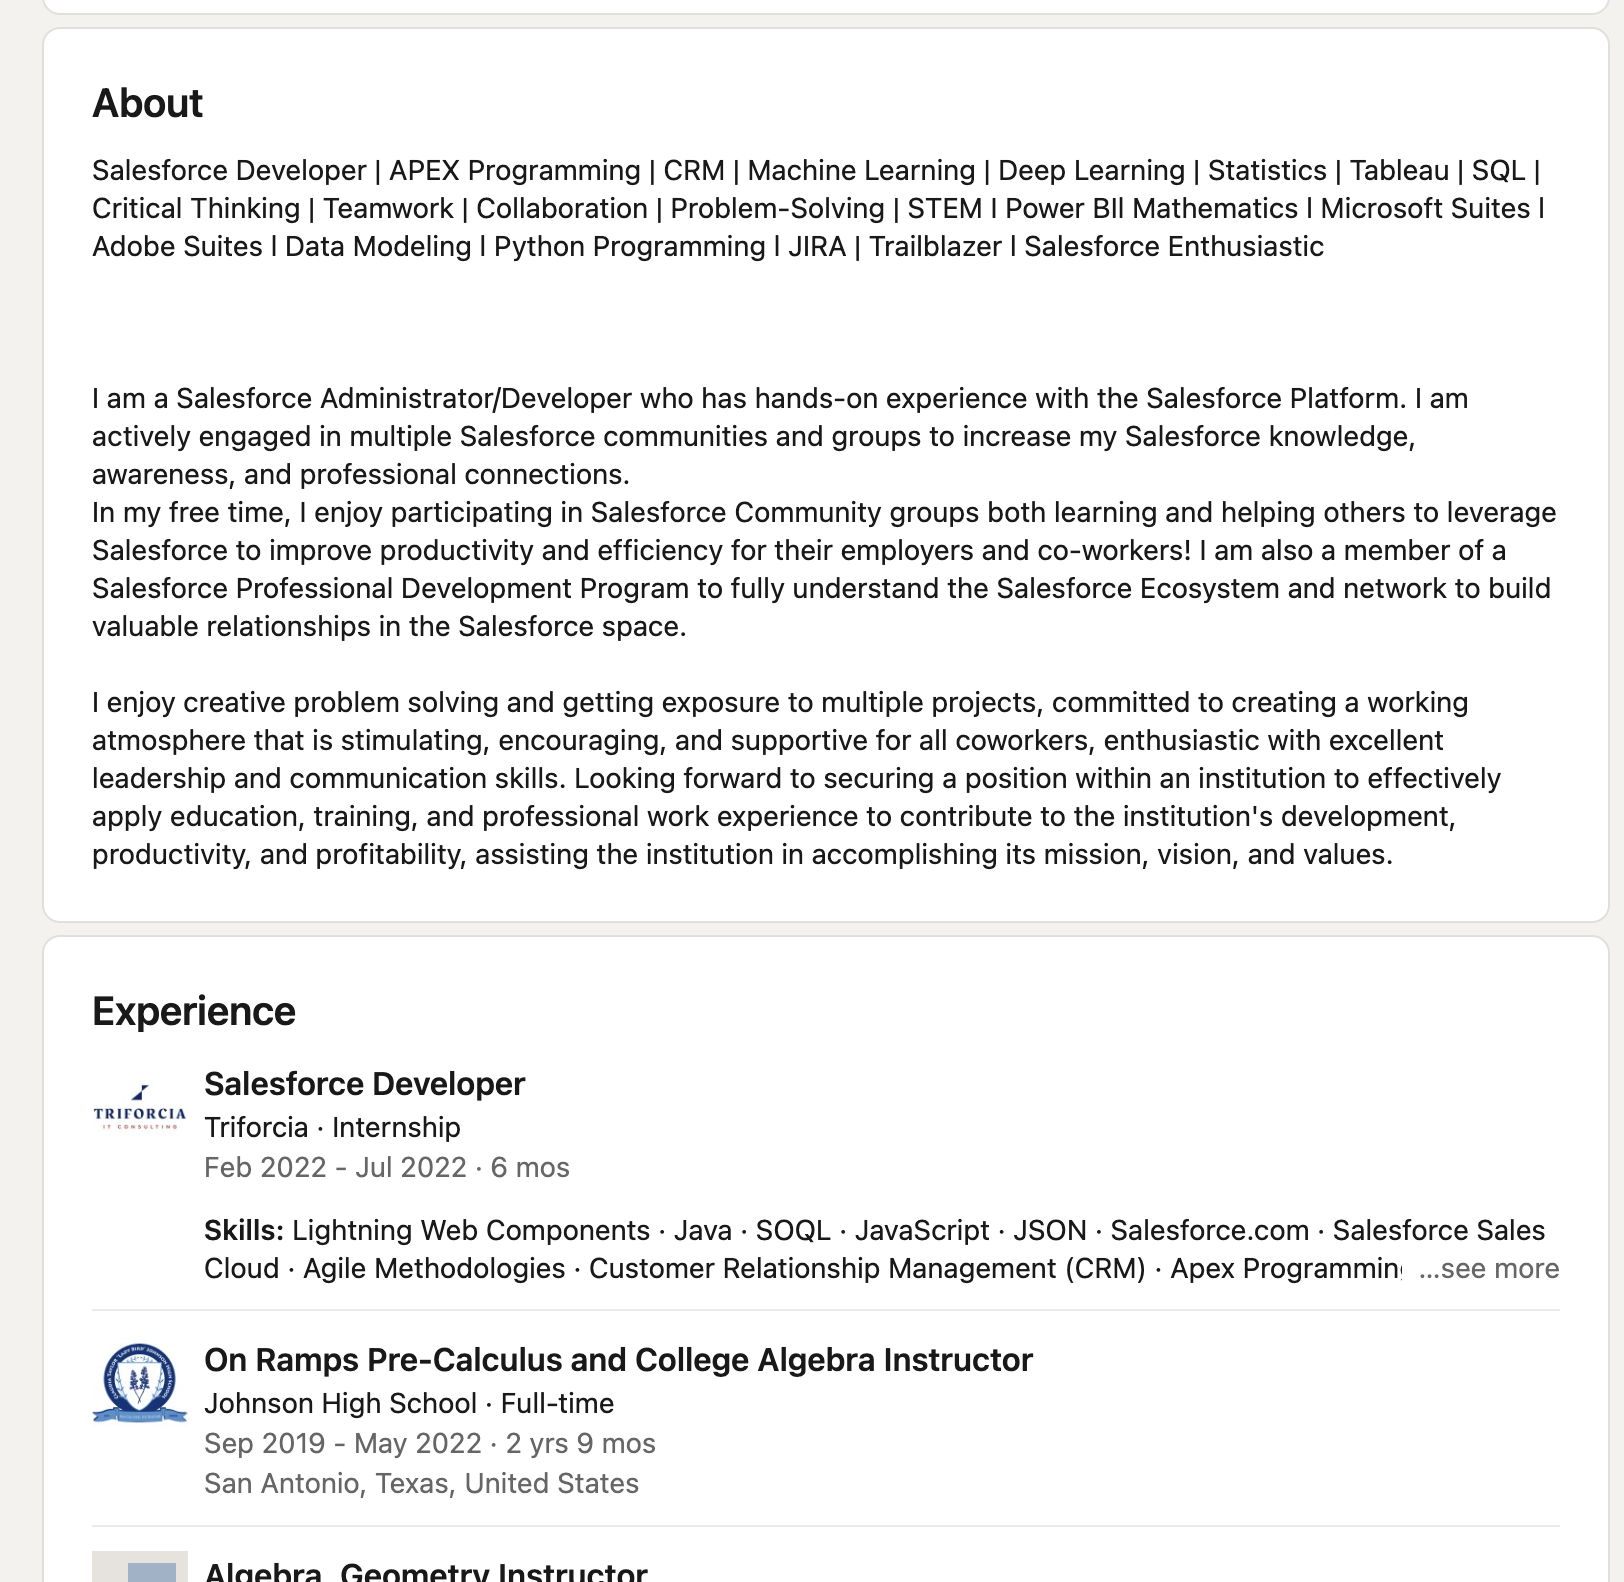 About
Salesforce Developer | APEX Programming | CRM | Machine Learning | Deep Learning | Statistics | Tableau | SQL |
Critical Thinking | Teamwork | Collaboration | Problem-Solving | STEM l Power BIl Mathematics l Microsoft Suites l
Adobe Suites l Data Modeling l Python Programming l JIRA | Trailblazer l Salesforce Enthusiastic
I am a Salesforce Administrator/Developer who has hands-on experience with the Salesforce Platform. I am
actively engaged in multiple Salesforce communities and groups to increase my Salesforce knowledge,
awareness, and professional connections.
In my free time, I enjoy participating in Salesforce Community groups both learning and helping others to leverage
Salesforce to improve productivity and efficiency for their employers and co-workers! I am also a member of a
Salesforce Professional Development Program to fully understand the Salesforce Ecosystem and network to build
valuable relationships in the Salesforce space.
I enjoy creative problem solving and getting exposure to multiple projects, committed to creating a working
atmosphere that is stimulating, encouraging, and supportive for all coworkers, enthusiastic with excellent
leadership and communication skills. Looking forward to securing a position within an institution to effectively
apply education, training, and professional work experience to contribute to the institution's development,
productivity, and profitability, assisting the institution in accomplishing its mission, vision, and values.
Experience
TRIFORCIA
IT CONSULTING
Salesforce Developer
Triforcia · Internship
Feb 2022 - Jul 2022 · 6 mos
Skills: Lightning Web Components · Java · SOQL · JavaScript · JSON · Salesforce.com · Salesforce Sales
Cloud · Agile Methodologies · Customer Relationship Management (CRM) · Apex Programming ...see more
On Ramps Pre-Calculus and College Algebra Instructor
Johnson High School · Full-time
Sep 2019 - May 2022 · 2 yrs 9 mos
San Antonio, Texas, United States
Algebra, Geometry Instructor